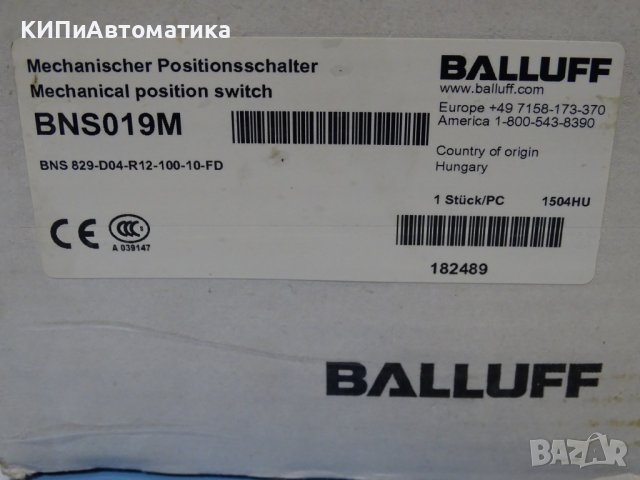 КИПиАвтоматика
Mechanischer Positionsschalter
Mechanical position switch
BNS019M
BNS 829-D04-R12-100-10-FD
CE
CCC
A 039147
BALLUFF
www.balluff.com
Europe +49 7158-173-370
America 1-800-543-8390
Country of origin
Hungary
1 Stück/PC 1504HU
182489
BALLUFF
BAZAR